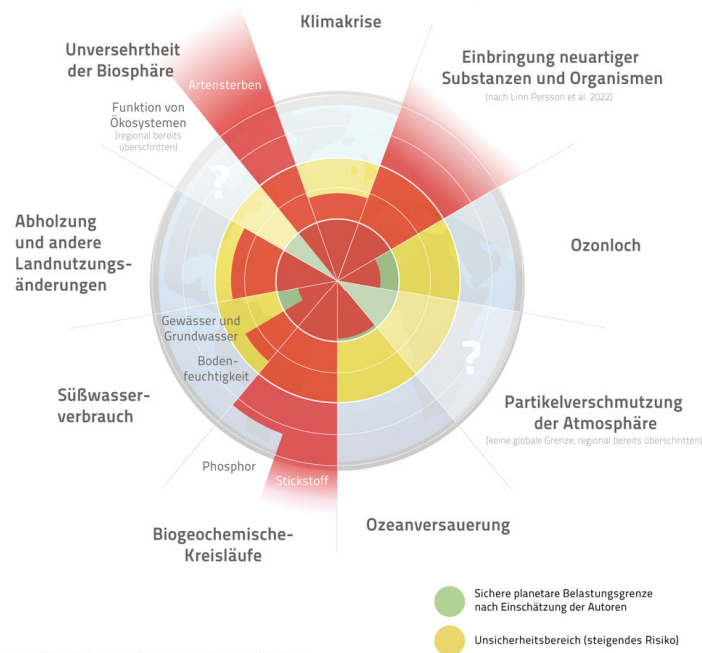 Klimakrise
Unversehrtheit
der Biosphäre
Artensterben
Einbringung neuartiger
Substanzen und Organismen
(nach Linn Persson et al. 2022)
Funktion von
Ökosystemen
(regional bereits
überschritten)
?
Abholzung
und andere
Landnutzungs-
änderungen
Ozonloch
Gewässer und
Grundwasser
Boden-
feuchtigkeit
?
Süßwasser-
verbrauch
Partikelverschmutzung
der Atmosphäre
(keine globale Grenze, regional bereits überschritten)
Phosphor
Stickstoff
Ozeanversauerung
Biogeochemische-
Kreisläufe
Sichere planetare Belastungsgrenze
nach Einschätzung der Autoren
Unsicherheitsbereich (steigendes Risiko)